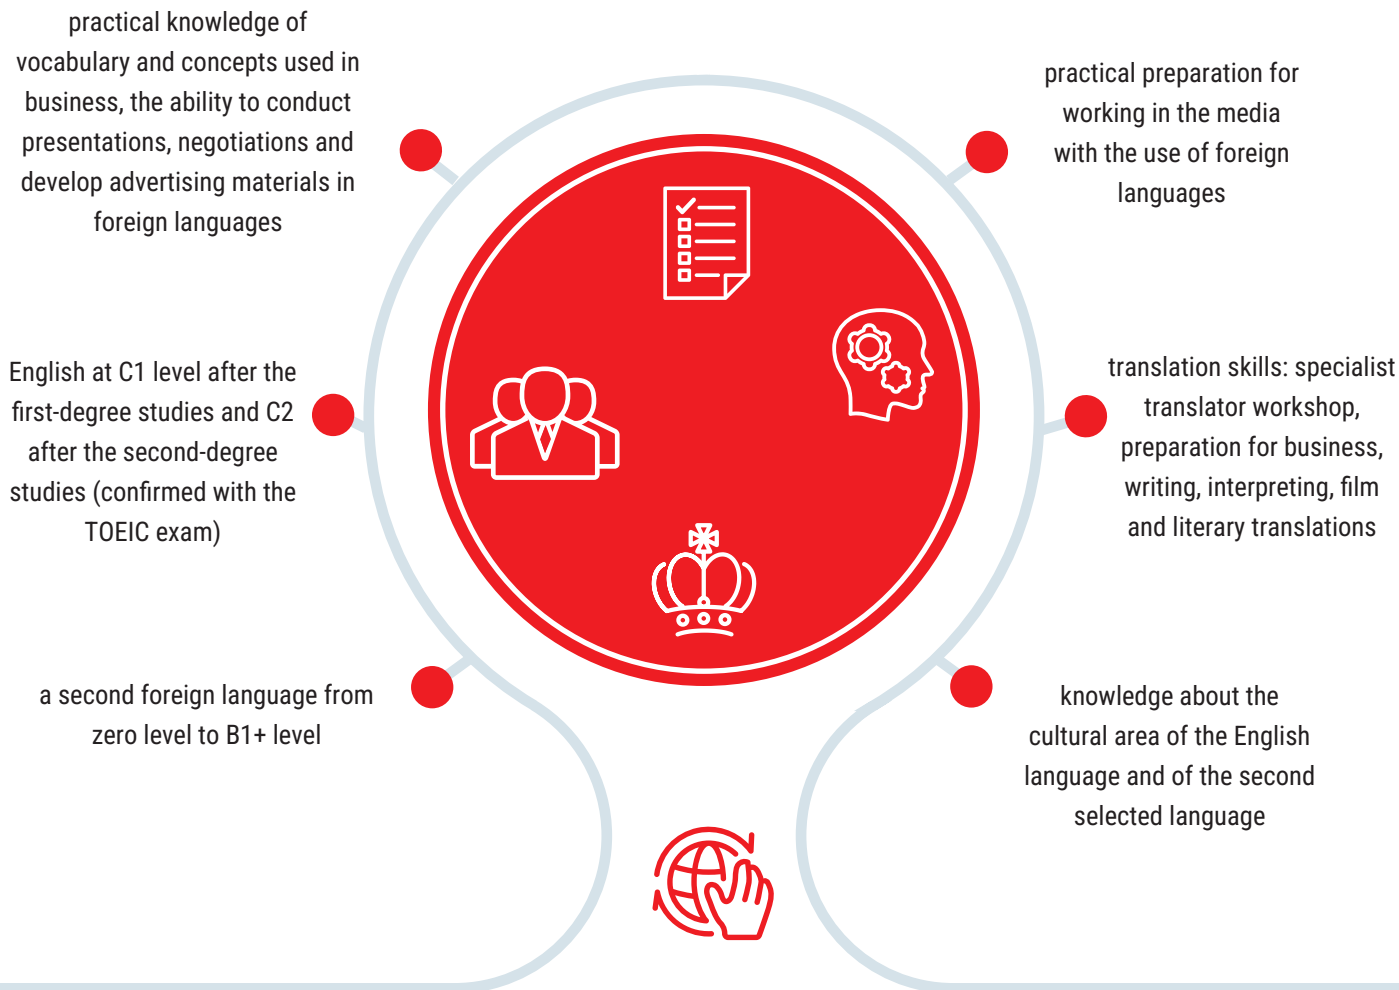 practical knowledge of
vocabulary and concepts used in
business, the ability to conduct
presentations, negotiations and
develop advertising materials in
foreign languages
practical preparation for
working in the media
with the use of foreign
languages
English at C1 level after the
first-degree studies and C2
after the second-degree
studies (confirmed with the
TOEIC exam)
translation skills: specialist
translator workshop,
preparation for business,
writing, interpreting, film
and literary translations
a second foreign language from
zero level to B1+ level
knowledge about the
cultural area of the English
language and of the second
selected language